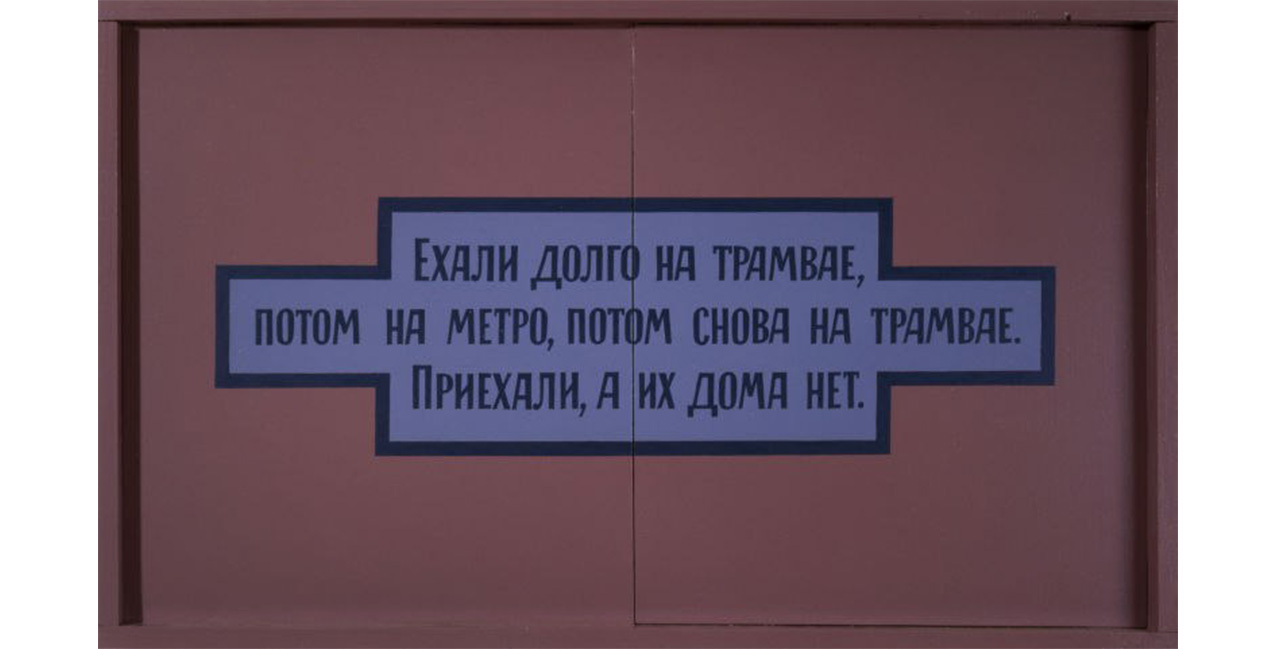 Ехали долго на трамвае,
потом на метро, потом снова на трамвае.
Приехали, а их дома нет.